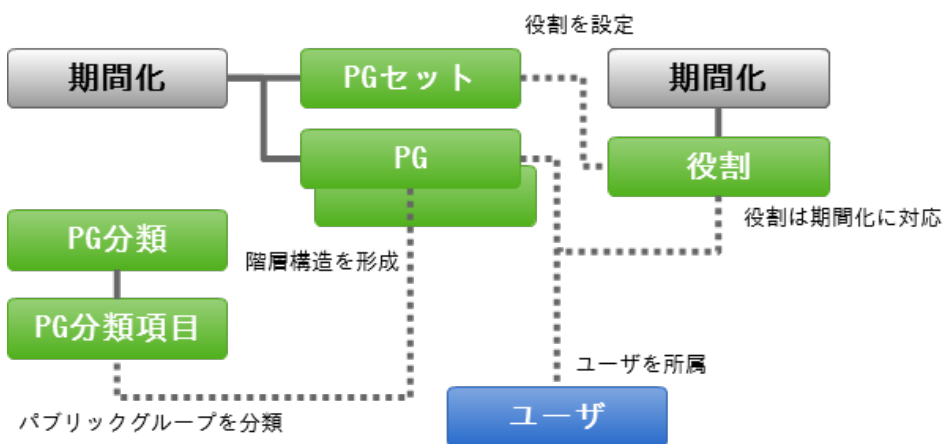 役割を設定
期間化
PGセット
期間化
PG
役割
役割は期間化に対応
PG分類
階層構造を形成
PG分類項目
ユーザを所属
パブリックグループを分類
ユーザ